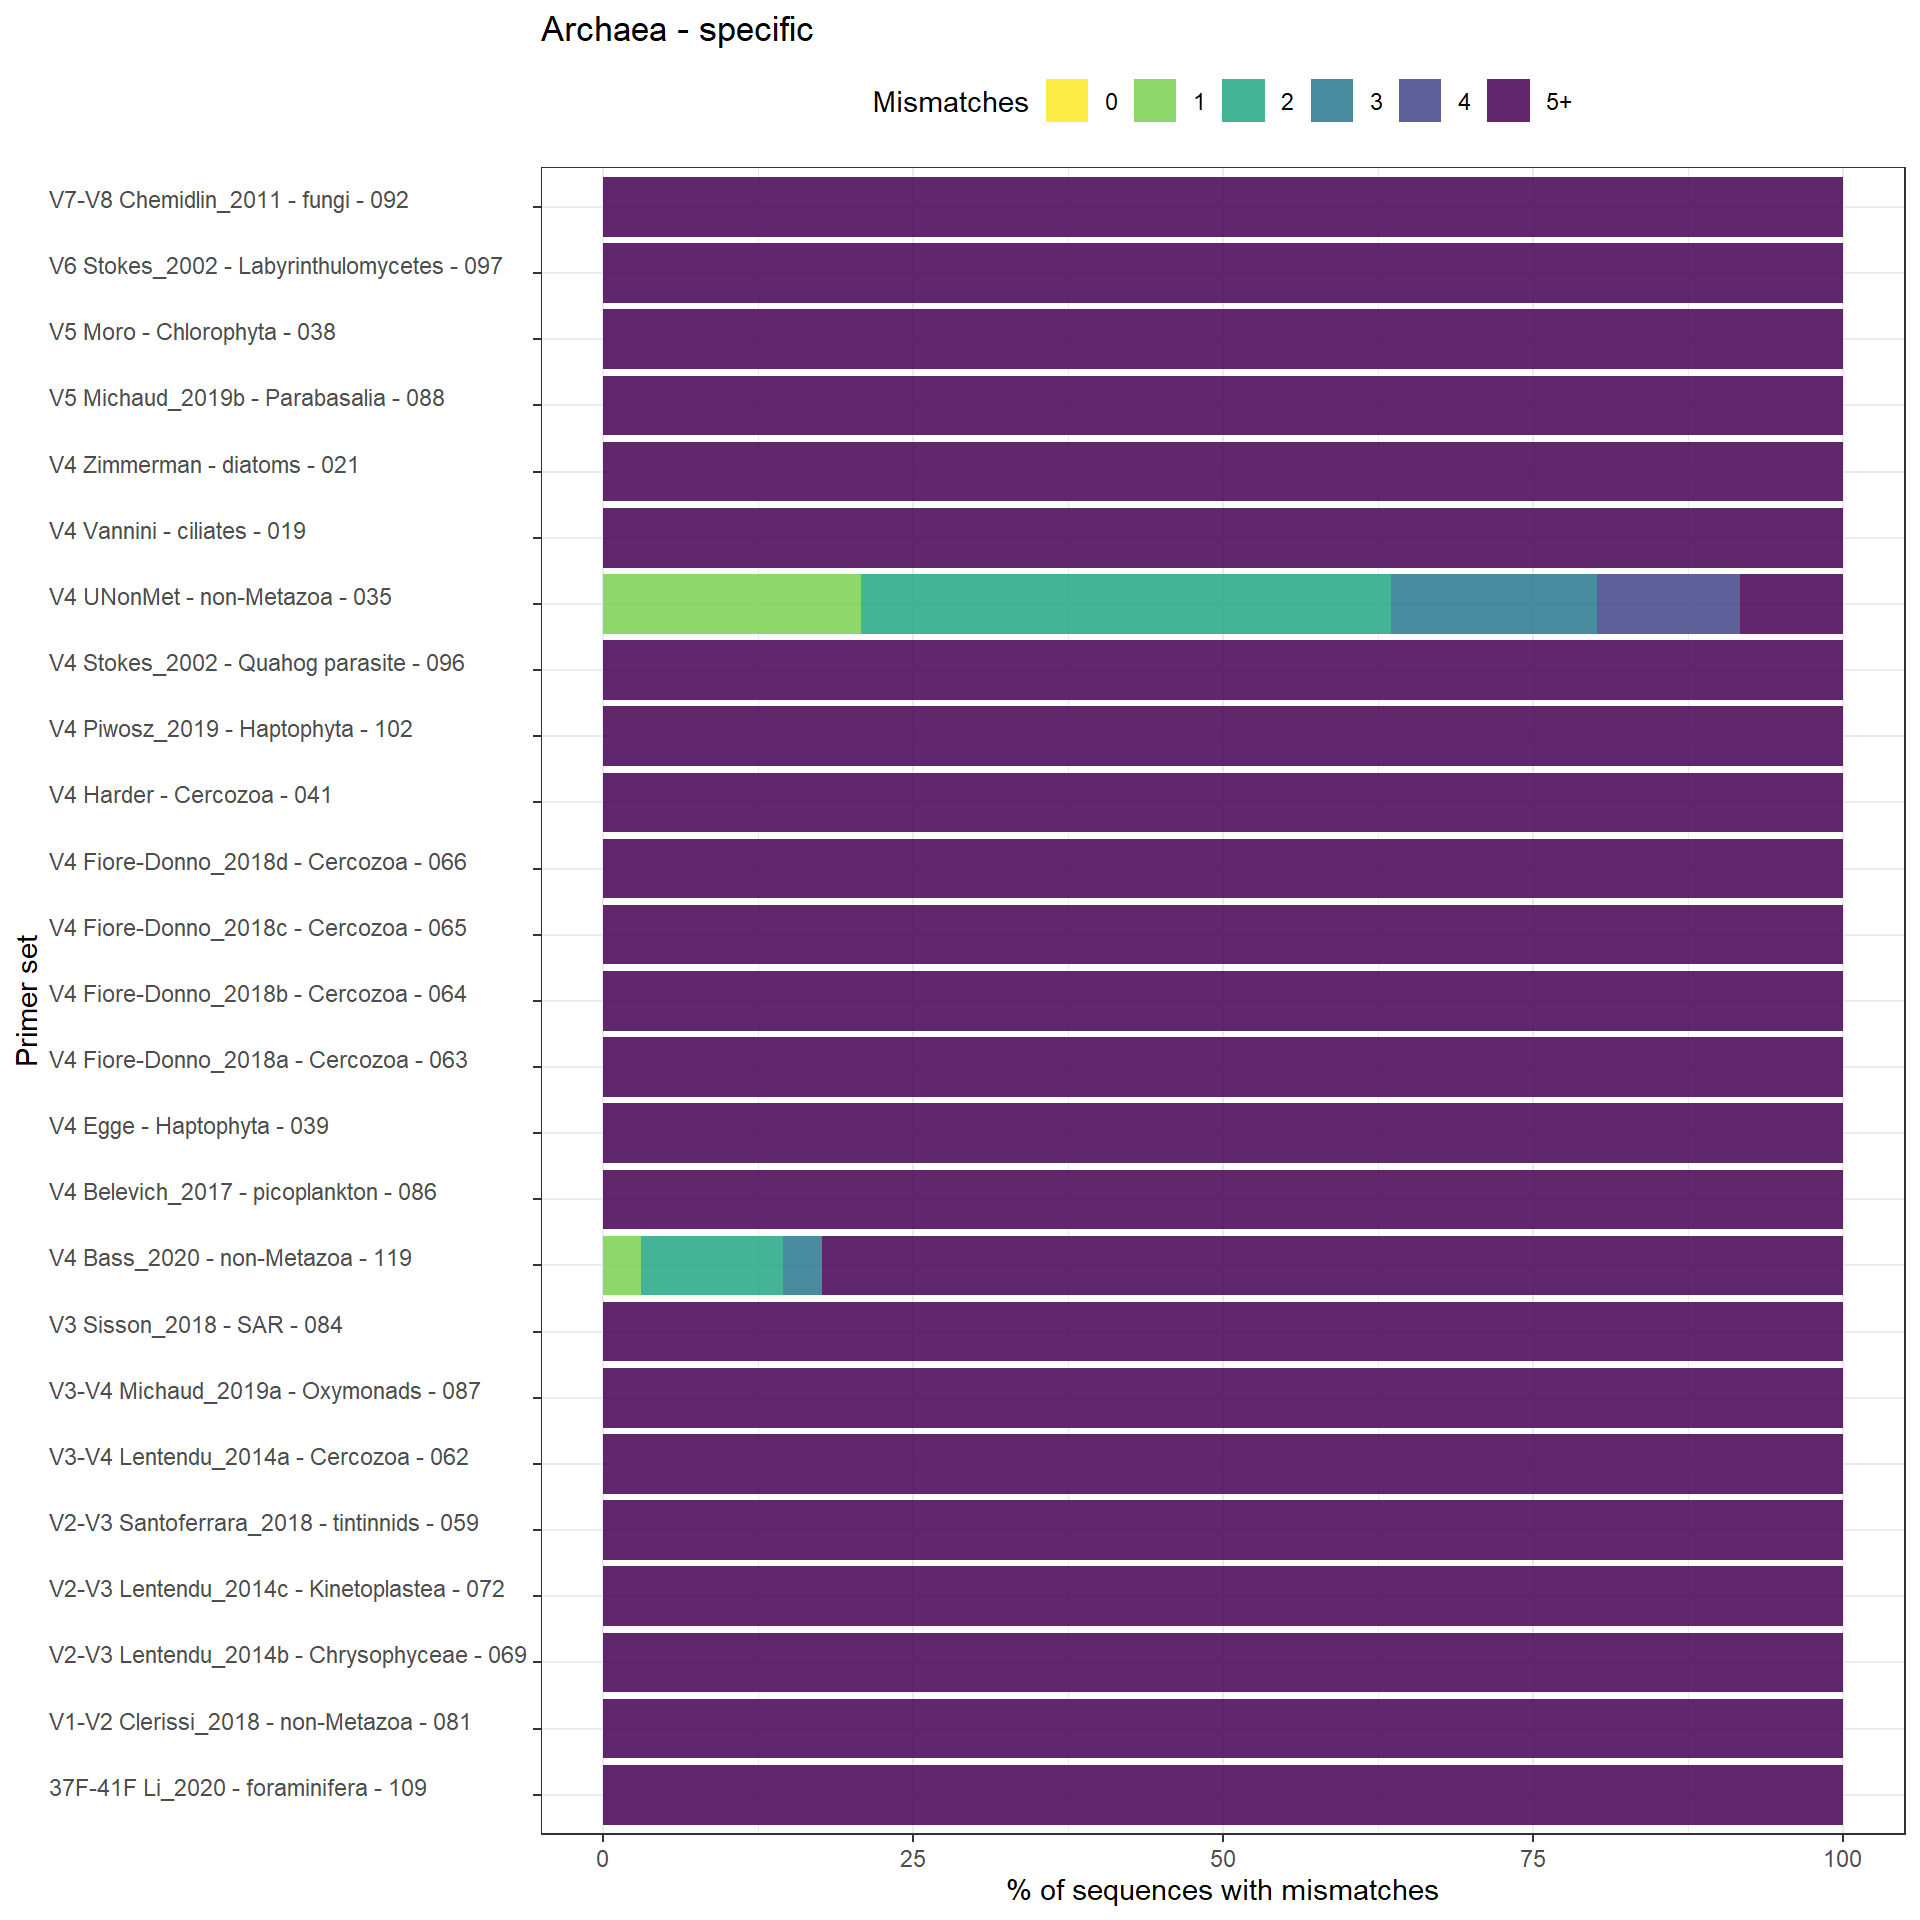 Archaea - specific
Mismatches 0 1 2 3 4 5+
V7-V8 Chemidlin_2011 - fungi - 092
V6 Stokes_2002 - Labyrinthulomycetes - 097
V5 Moro - Chlorophyta - 038
V5 Michaud_2019b - Parabasalia - 088
V4 Zimmerman - diatoms - 021
V4 Vannini - ciliates - 019
V4 UNonMet - non-Metazoa - 035
V4 Stokes_2002 - Quahog parasite - 096
V4 Piwosz_2019 - Haptophyta - 102
V4 Harder - Cercozoa - 041
V4 Fiore-Donno_2018d - Cercozoa - 066
V4 Fiore-Donno_2018c - Cercozoa - 065
V4 Fiore-Donno_2018b - Cercozoa - 064
V4 Fiore-Donno_2018a - Cercozoa - 063
V4 Egge - Haptophyta - 039
V4 Belevich_2017 - picoplankton - 086
V4 Bass_2020 - non-Metazoa - 119
V3 Sisson_2018 - SAR - 084
V3-V4 Michaud_2019a - Oxymonads - 087
V3-V4 Lentendu_2014a - Cercozoa - 062
V2-V3 Santoferrara_2018 - tintinnids - 059
V2-V3 Lentendu_2014c - Kinetoplastea - 072
V2-V3 Lentendu_2014b - Chrysophyceae - 069
V1-V2 Clerissi_2018 - non-Metazoa - 081
37F-41F Li_2020 - foraminifera - 109
Primer set
0 25 50 75 100
% of sequences with mismatches